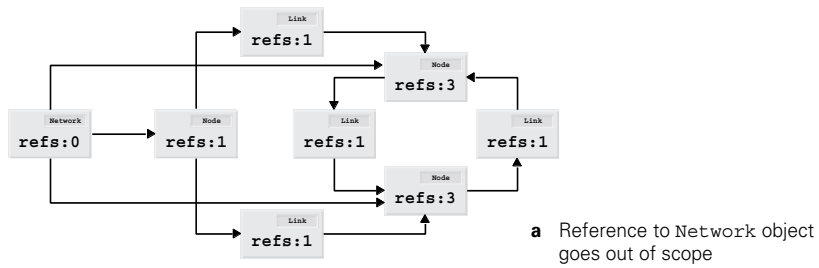 Link
refs:1
Node
refs:3
Network
refs:0
Node
refs:1
Link
refs:1
Link
refs:1
Node
refs:3
Link
refs:1
a Reference to Network object
goes out of scope